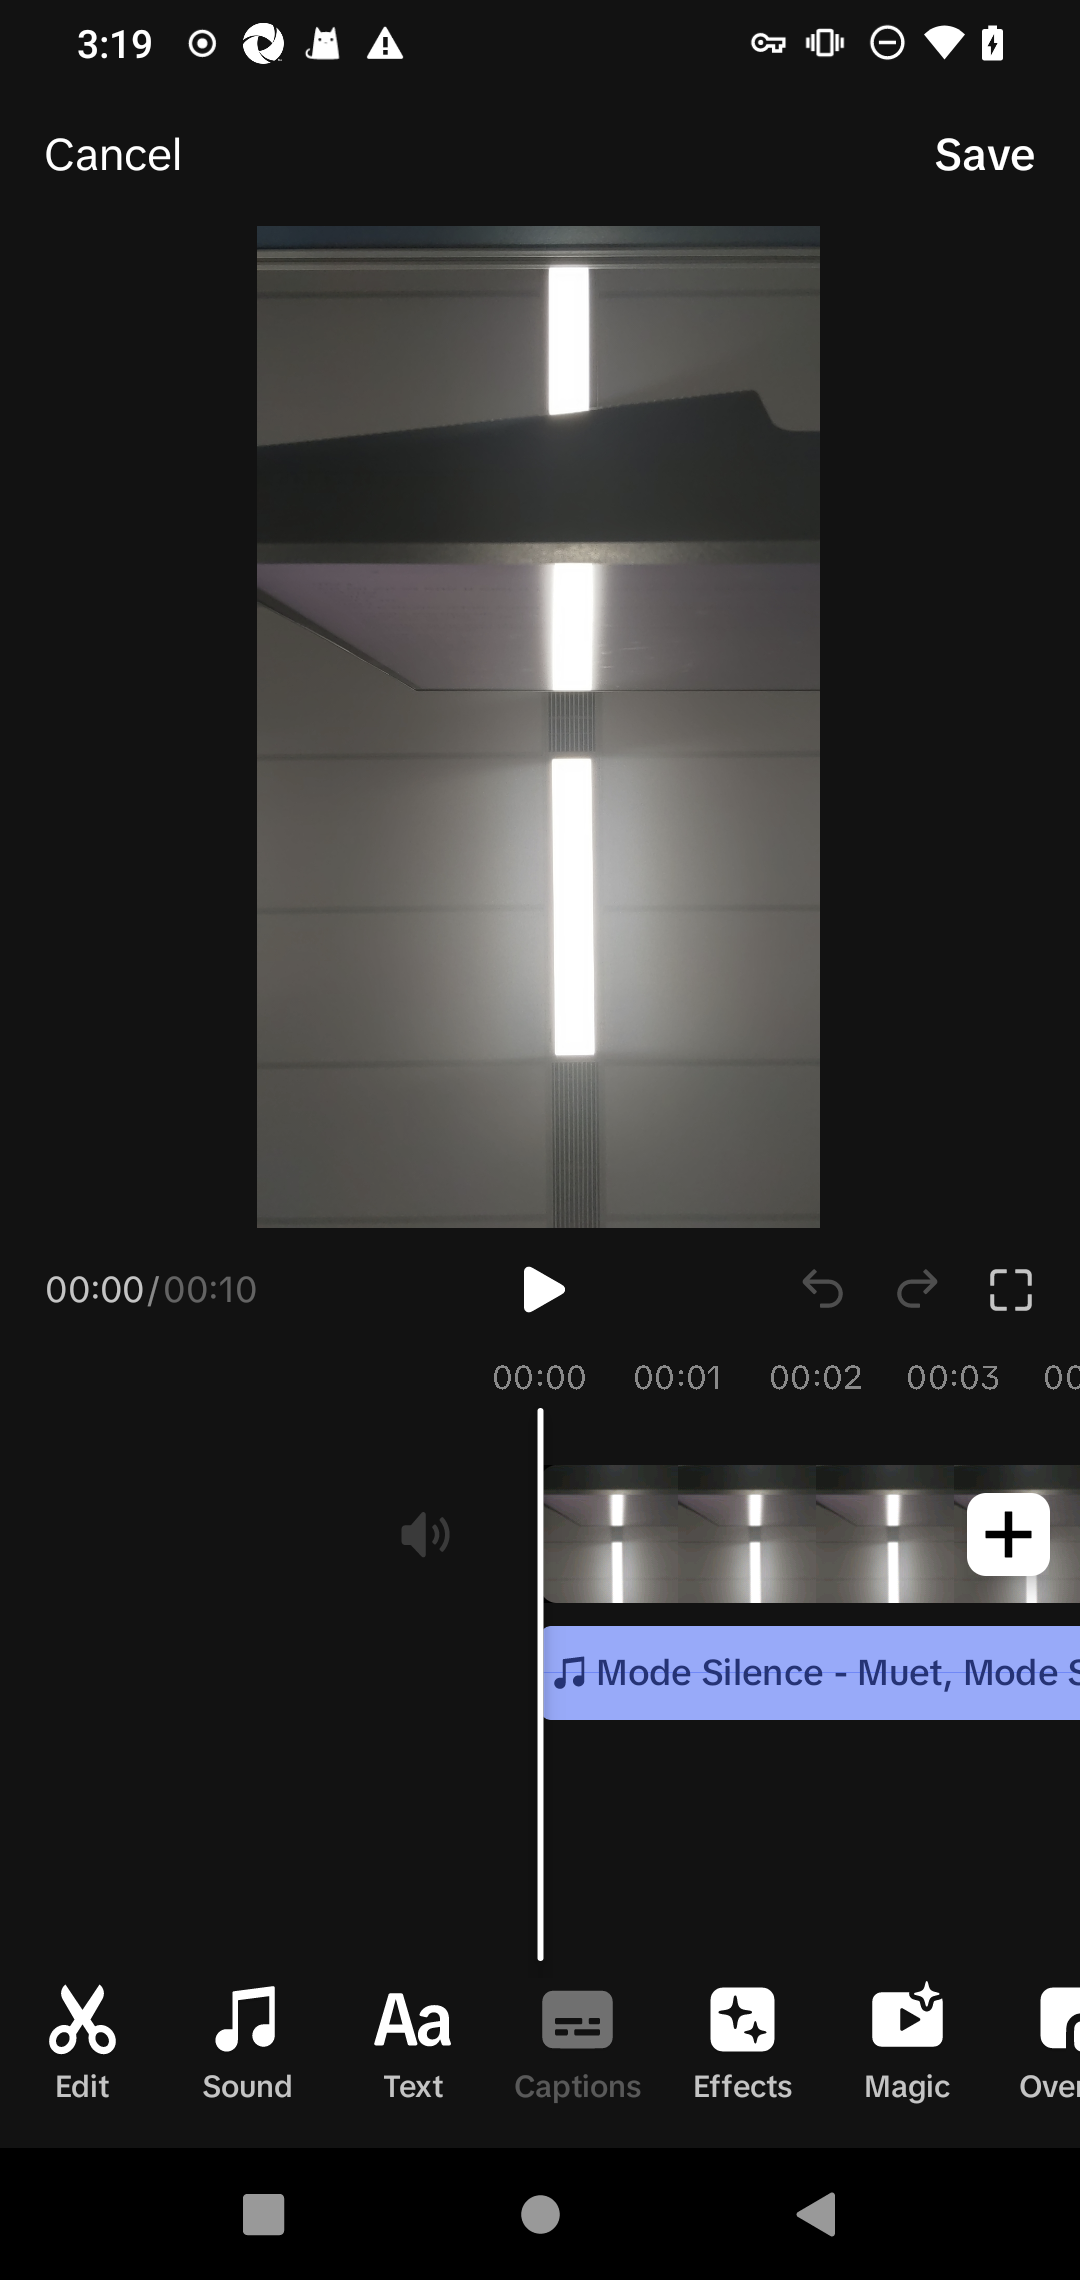 3:19
Cancel
Save
00:00/00:10
00:00 00:01 00:02 00:03 00
Mode Silence - Muet, Mode S
Edit
Sound
Aa
Text
Captions
Effects
Magic
Over